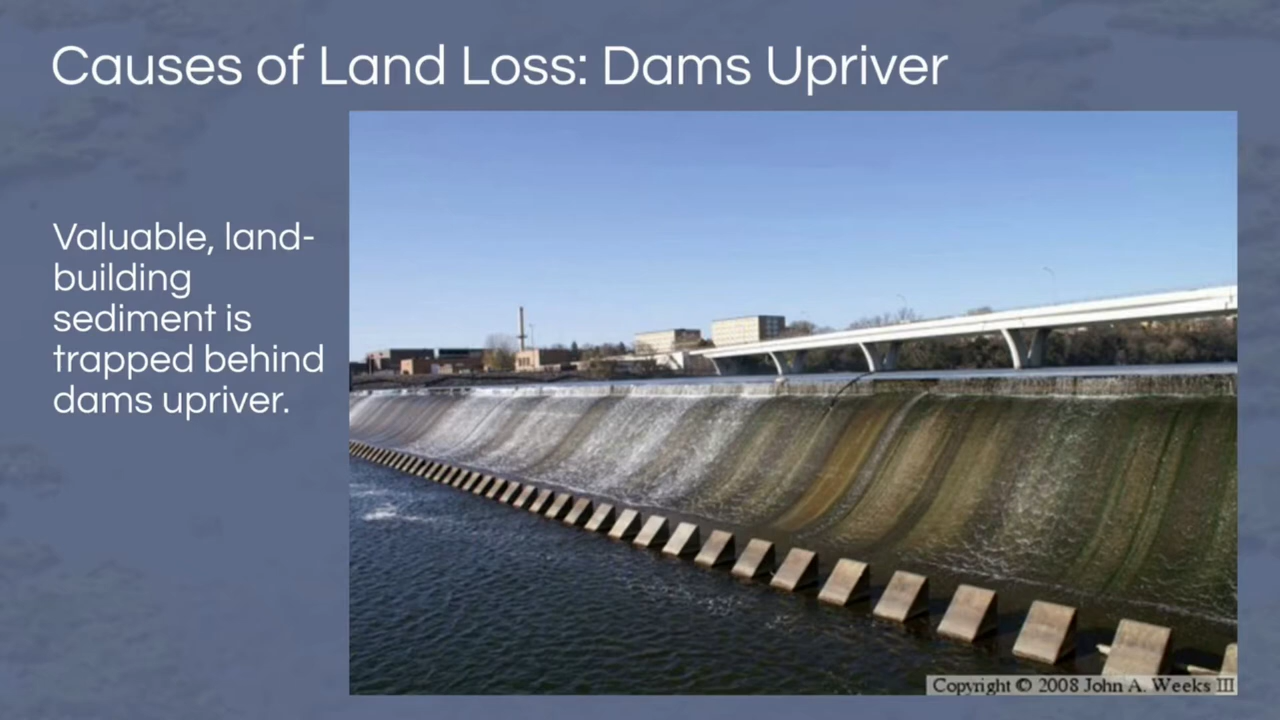 Causes of Land Loss: Dams Upriver
Valuable, land-
building
sediment is
trapped behind
dams upriver.
Copyright © 2008 John A. Weeks III